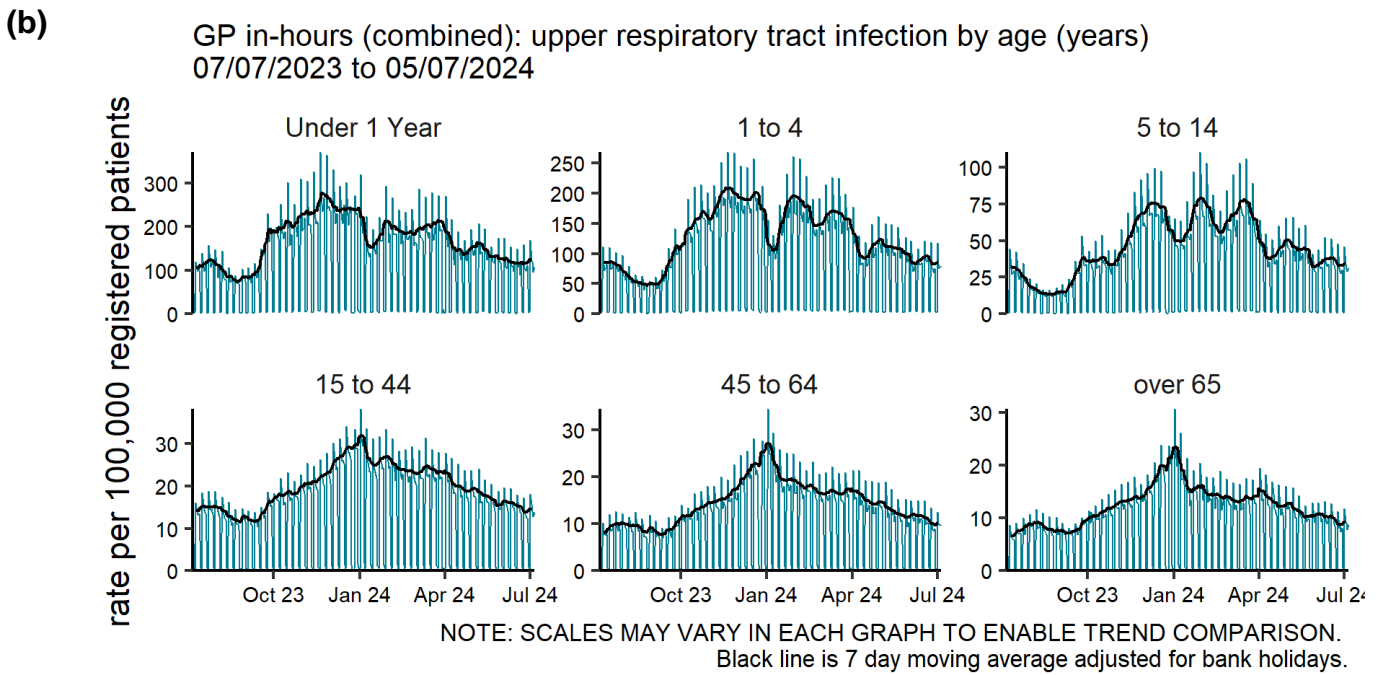 (b)
GP in-hours (combined): upper respiratory tract infection by age (years)
07/07/2023 to 05/07/2024
rate per 100,000 registered patients
Under 1 Year
1 to 4
5 to 14
300
200
100
0
250
200
150
100
50
0
100
75
50
25
0
15 to 44
45 to 64
over 65
30
20
10
0
30
20
10
0
30
20
10
0
Oct 23 Jan 24 Apr 24 Jul 24
Oct 23 Jan 24 Apr 24 Jul 24
Oct 23 Jan 24 Apr 24 Jul 2
NOTE: SCALES MAY VARY IN EACH GRAPH TO ENABLE TREND COMPARISON.
Black line is 7 day moving average adjusted for bank holidays.